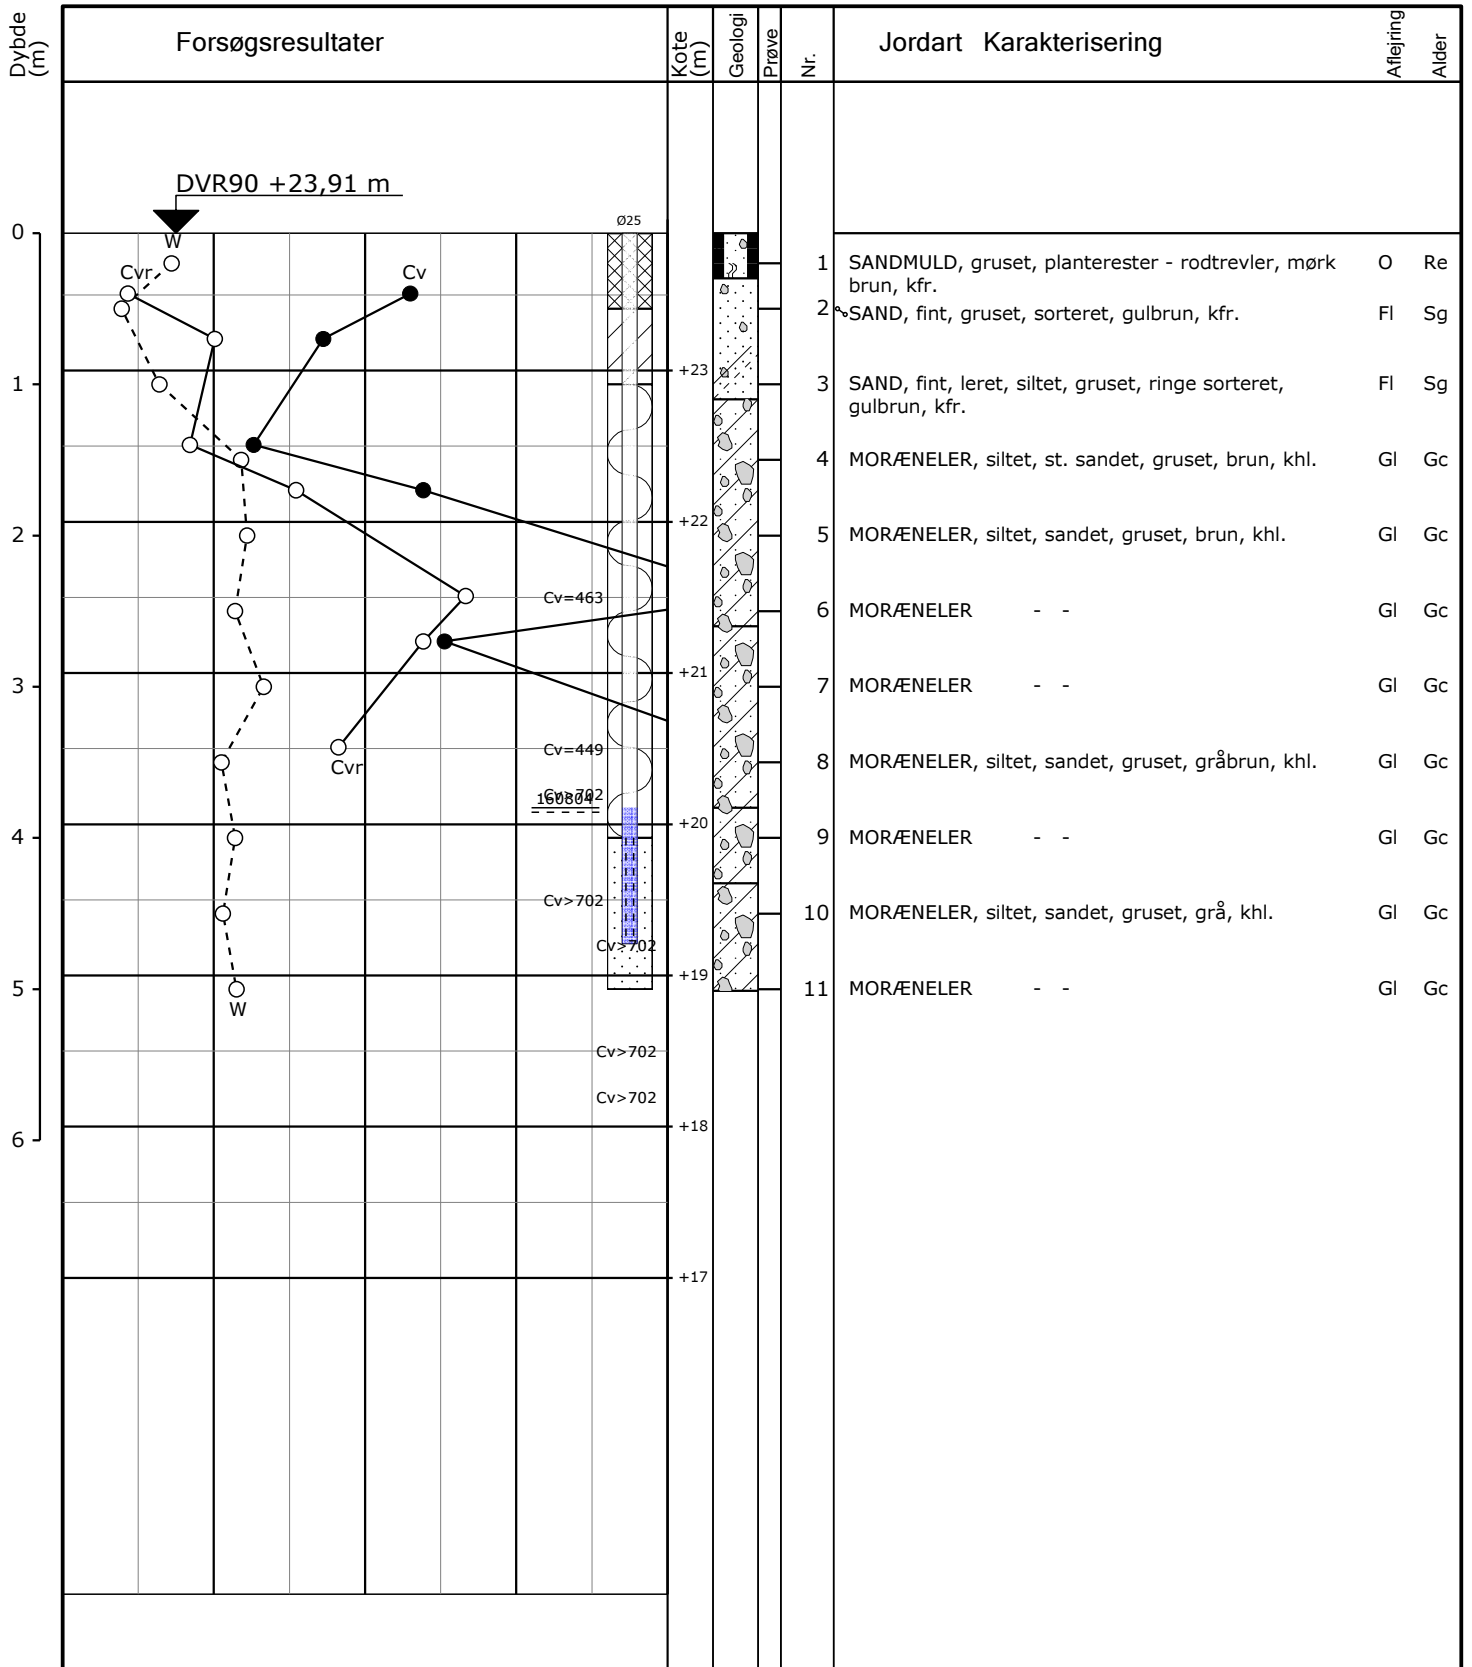 Dybde (m)
Forsøgsresultater
Kote (m)
Geologi
Prøve
Nr.
Jordart Karakterisering
Aflejring
Alder
DVR90 +23,91 m
Ø25
0
W
Cvr
Cv
1 SANDMULD, gruset, planterester - rodtrevler, mørk O Re
brun, kfr.
2 SAND, fint, gruset, sorteret, gulbrun, kfr. Fl Sg
+23
1
3 SAND, fint, leret, siltet, gruset, ringe sorteret, Fl Sg
gulbrun, kfr.
4 MORÆNELER, siltet, st. sandet, gruset, brun, khl. Gl Gc
+22
2
5 MORÆNELER, siltet, sandet, gruset, brun, khl. Gl Gc
Cv=463
6 MORÆNELER - - Gl Gc
+21
3
7 MORÆNELER - - Gl Gc
Cv=449
Cvr
8 MORÆNELER, siltet, sandet, gruset, gråbrun, khl. Gl Gc
Cv>702
160804
+20
4
9 MORÆNELER - - Gl Gc
Cv>702
10 MORÆNELER, siltet, sandet, gruset, grå, khl. Gl Gc
Cv>702
+19
5
11 MORÆNELER - - Gl Gc
W
Cv>702
Cv>702
+18
6
+17